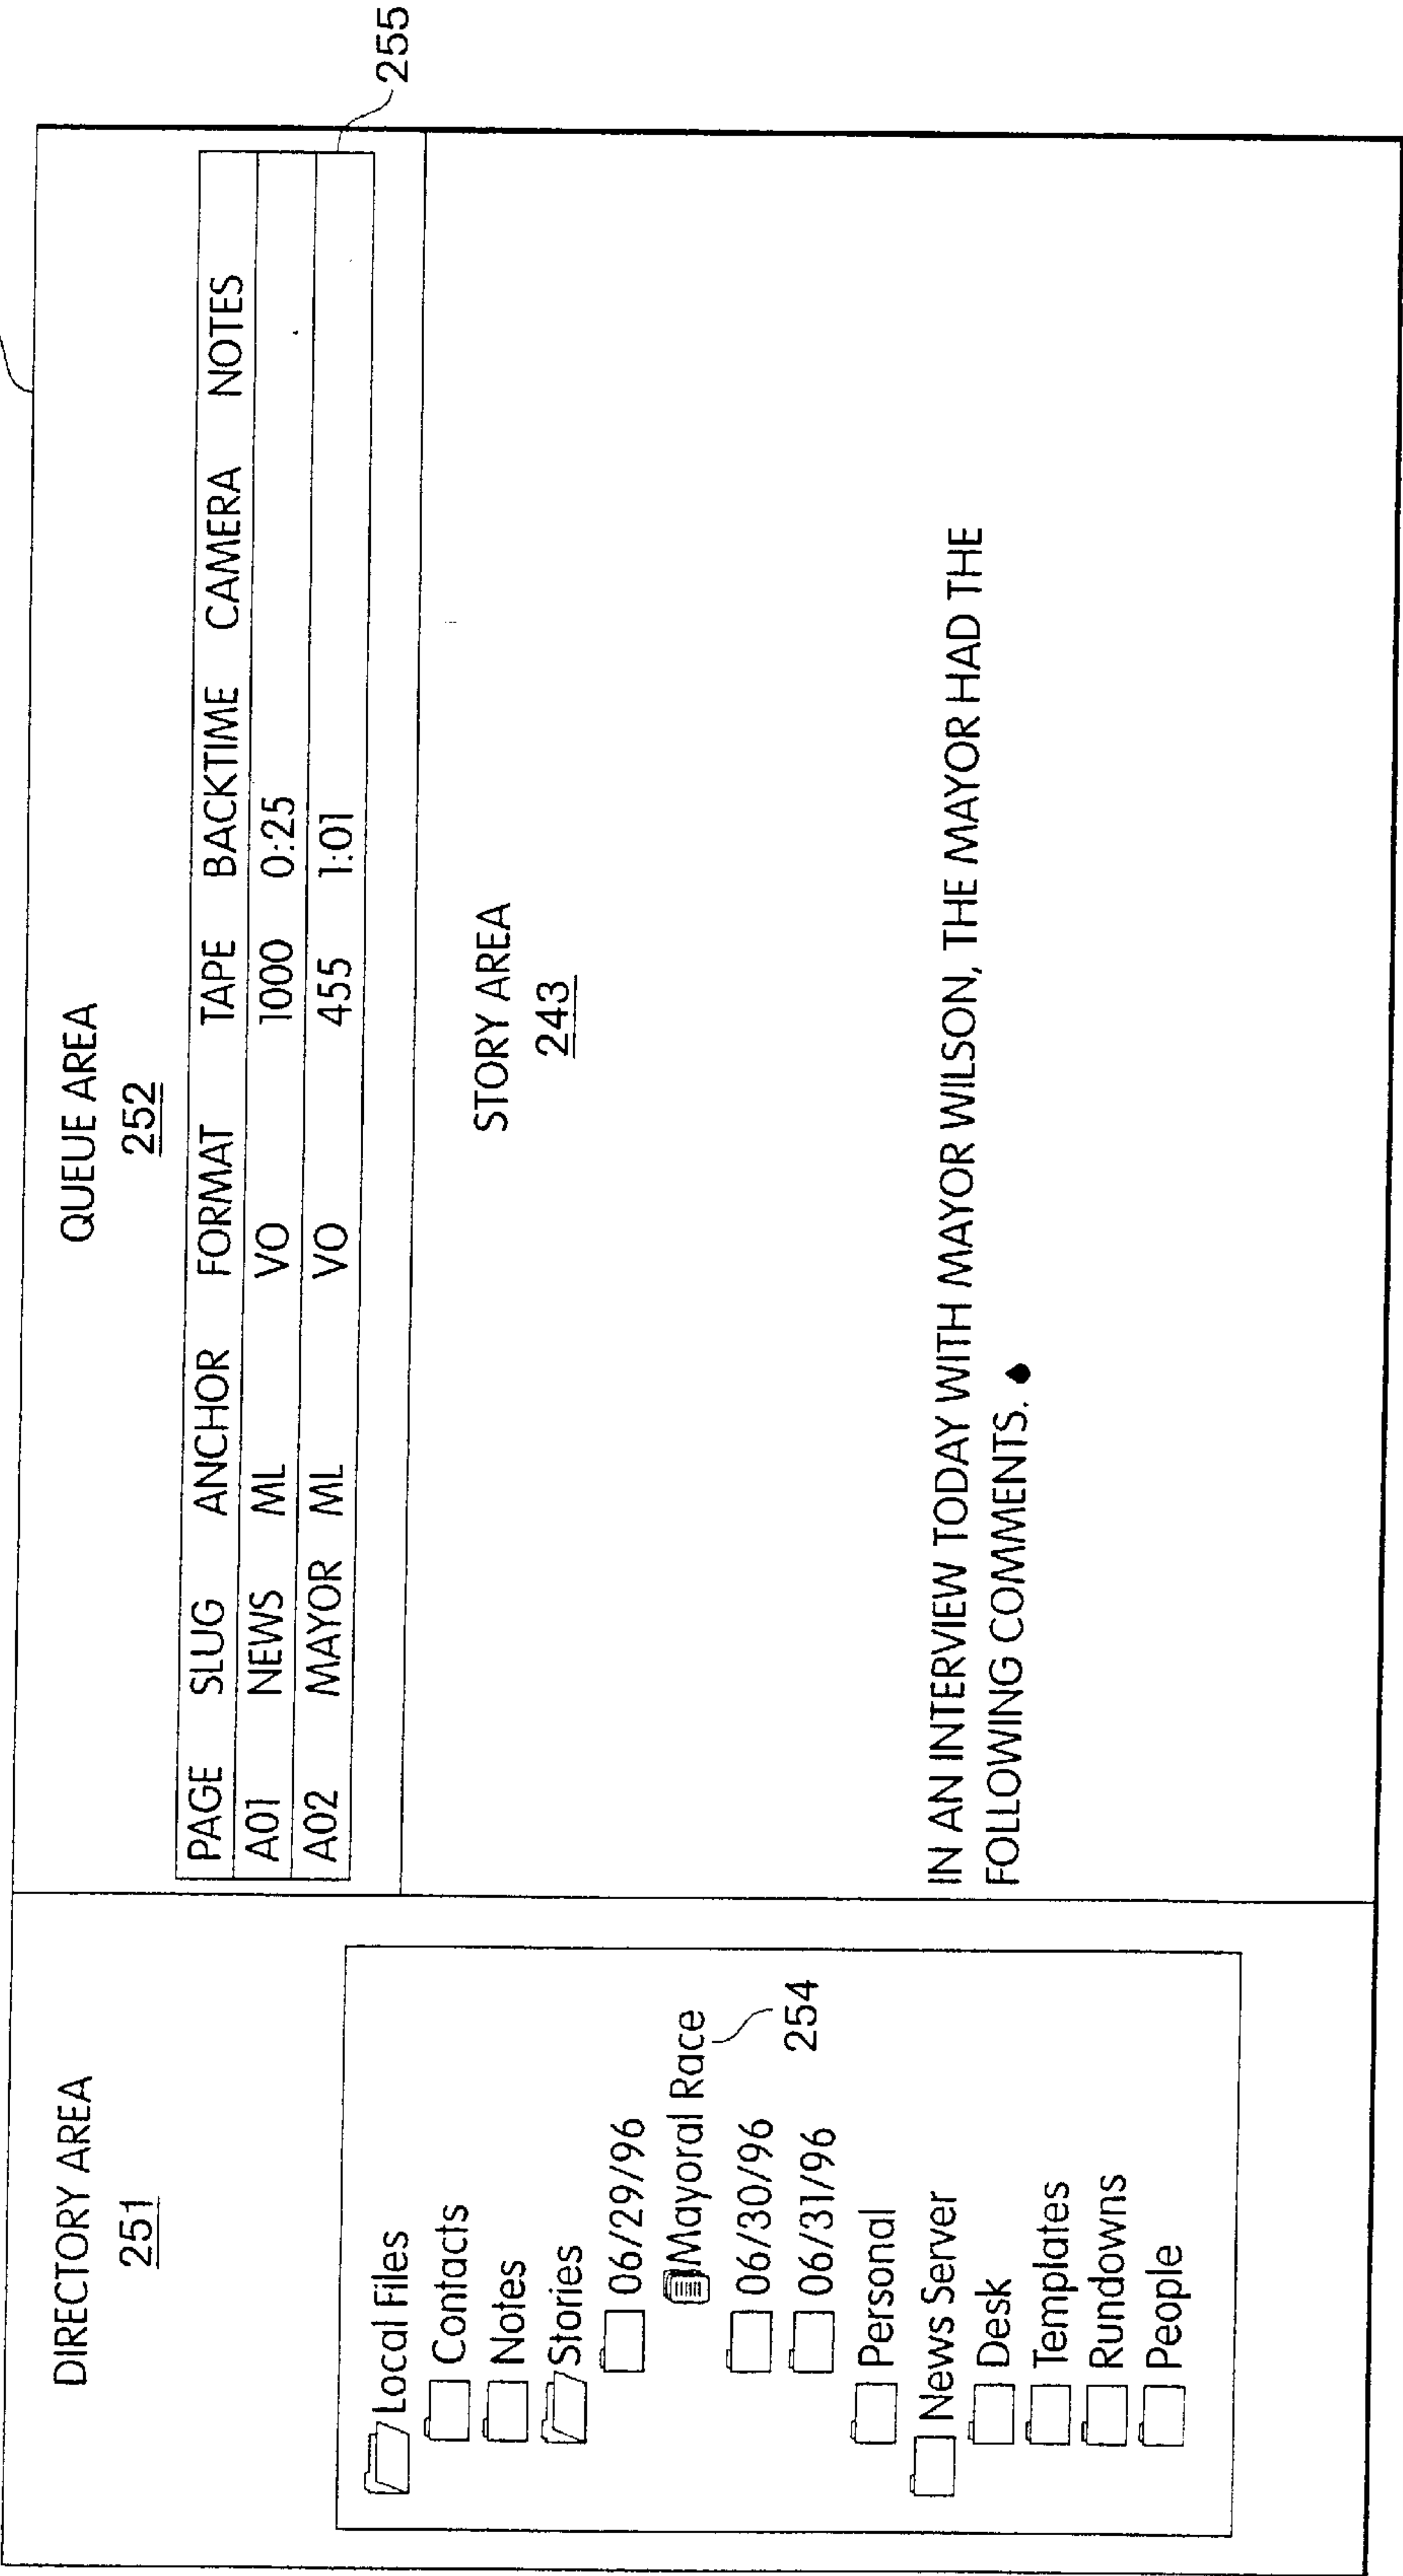 DIRECTORY AREA
251
Local Files
Contacts
Notes
Stories
06/29/96
Mayoral Race
254
06/30/96
06/31/96
Personal
News Server
Desk
Templates
Rundowns
People
QUEUE AREA
252
PAGE SLUG ANCHOR FORMAT TAPE BACKTIME CAMERA NOTES
A01 NEWS ML VO 1000 0:25
A02 MAYOR ML VO 455 1:01
255
STORY AREA
243
IN AN INTERVIEW TODAY WITH MAYOR WILSON, THE MAYOR HAD THE
FOLLOWING COMMENTS.